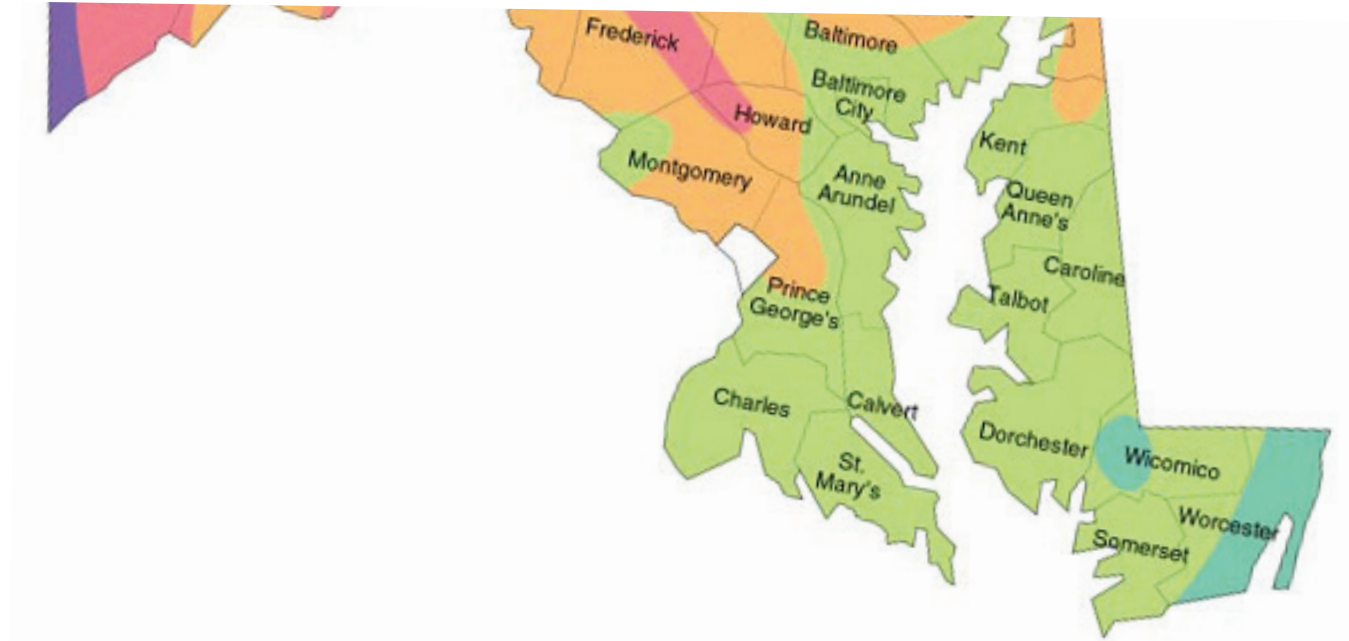 Frederick
Baltimore
Baltimore
City
Howard
Kent
Montgomery
Anne
Arundel
Queen
Anne's
Caroline
Talbot
Prince
George's
Charles
Calvert
Dorchester
Wicomico
St.
Mary's
Worcester
Somerset